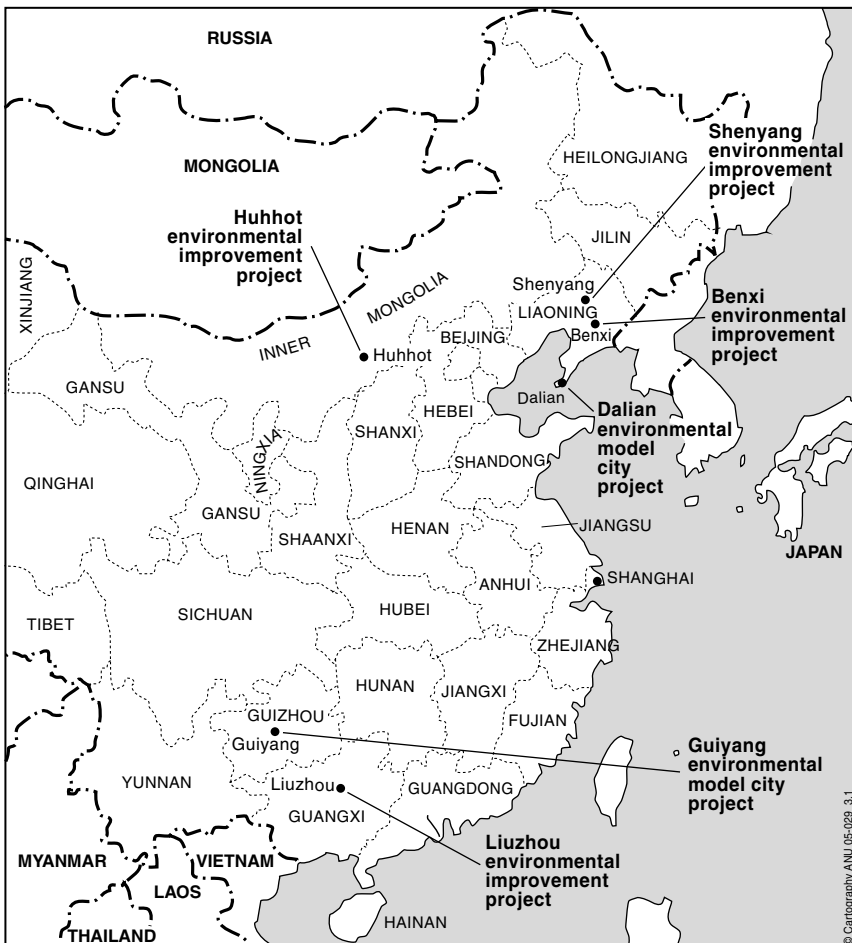 RUSSIA
MONGOLIA
HEILONGJIANG
Shenyang
environmental
improvement
project
Huhhot
environmental
improvement
project
JILIN
XINJIANG
INNER
MONGOLIA
Shenyang
LIAONING
Benxi
Benxi
environmental
improvement
project
BEIJING
Huhhot
GANSU
Dalian
Dalian
environmental
model
city
project
HEBEI
SHANXI
NINGXIA
SHANDONG
QINGHAI
GANSU
SHAANXI
HENAN
JIANGSU
JAPAN
ANHUI
SHANGHAI
TIBET
SICHUAN
HUBEI
ZHEJIANG
HUNAN
JIANGXI
FUJIAN
GUIZHOU
Guiyang
Guiyang
environmental
model city
project
YUNNAN
Liuzhou
GUANGXI
GUANGDONG
Liuzhou
environmental
improvement
project
MYANMAR
VIETNAM
LAOS
THAILAND
HAINAN
© Cartography ANU 05-029 3.1